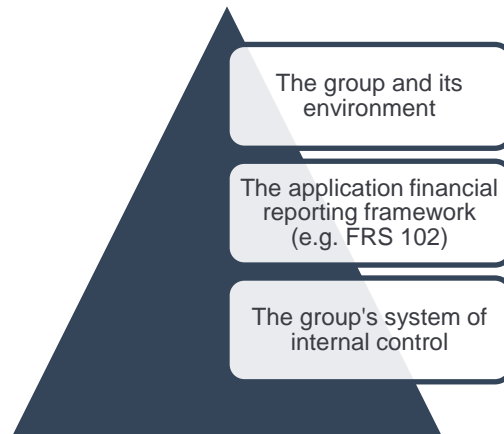 The group and its
environment
The application financial
reporting framework
(e.g. FRS 102)
The group's system of
internal control